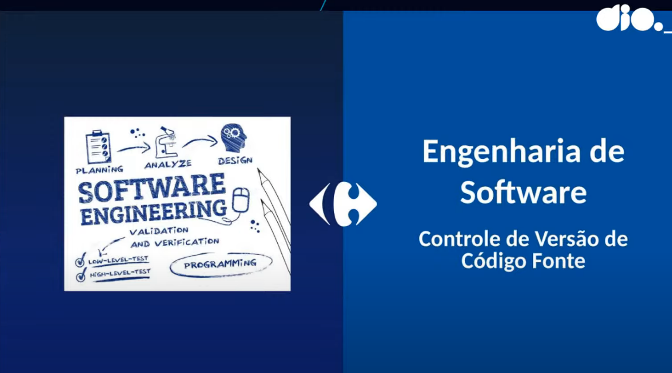 dio._
PLANNING
ANALYZE
DESIGN
SOFTWARE
ENGINEERING
VALIDATION
AND VERIFICATION
LOW-LEVEL-TEST
HIGH-LEVEL-TEST
PROGRAMMING
Engenharia de
Software
Controle de Versão de
Código Fonte